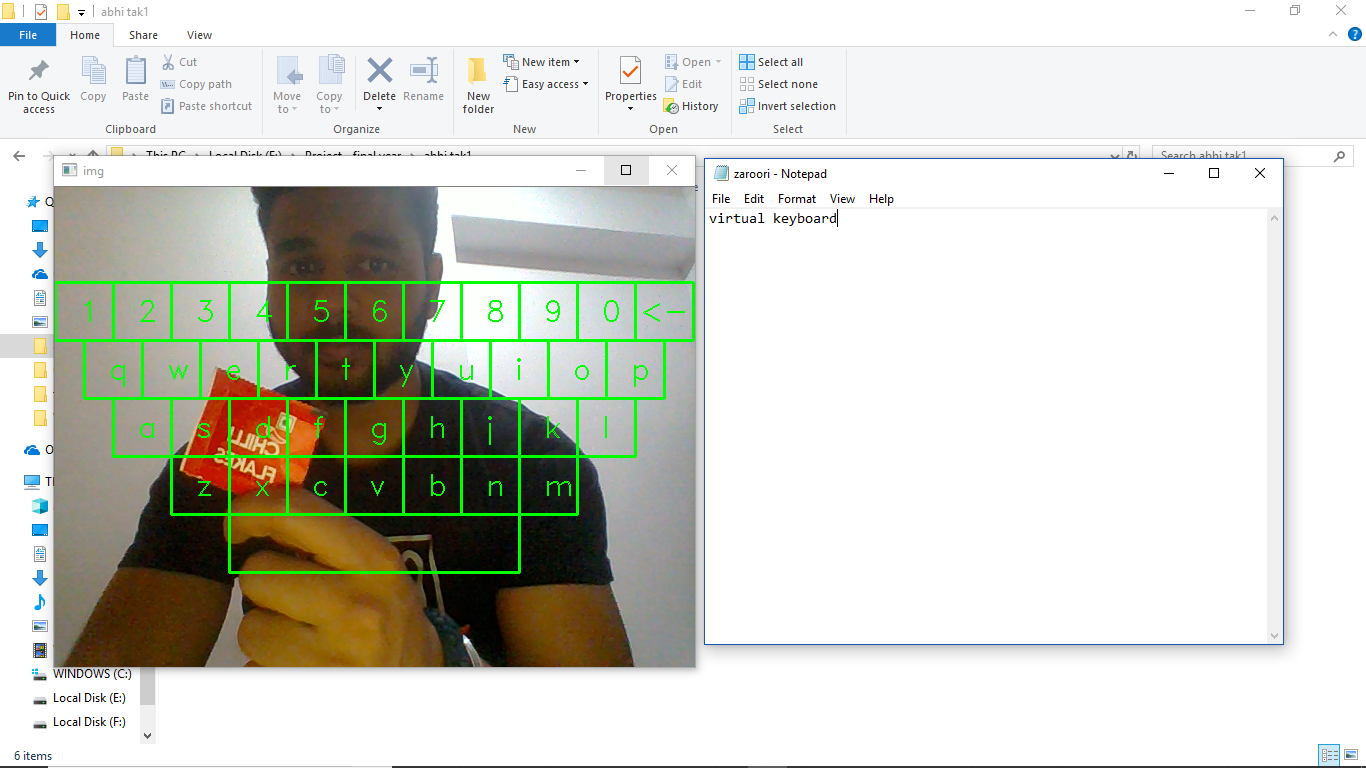 abhi tak1
File Home Share View
Pin to Quick access
Copy
Paste
Cut
Copy path
Paste shortcut
Move to
Copy to
Delete
Rename
New folder
New item
Easy access
Properties
Open
Edit
History
Select all
Select none
Invert selection
Clipboard Organize New Open Select
This PC Local Disk (F:) Project - final year abhi tak1
Search abhi tak1
img
1 2 3 4 5 6 7 8 9 0 <-
q w e r t y u i o p
a s d f g h j k l
z x c v b n m
CHILLI
FLAKES
zaroori - Notepad
File Edit Format View Help
virtual keyboard
WINDOWS (C:)
Local Disk (E:)
Local Disk (F:)
6 items